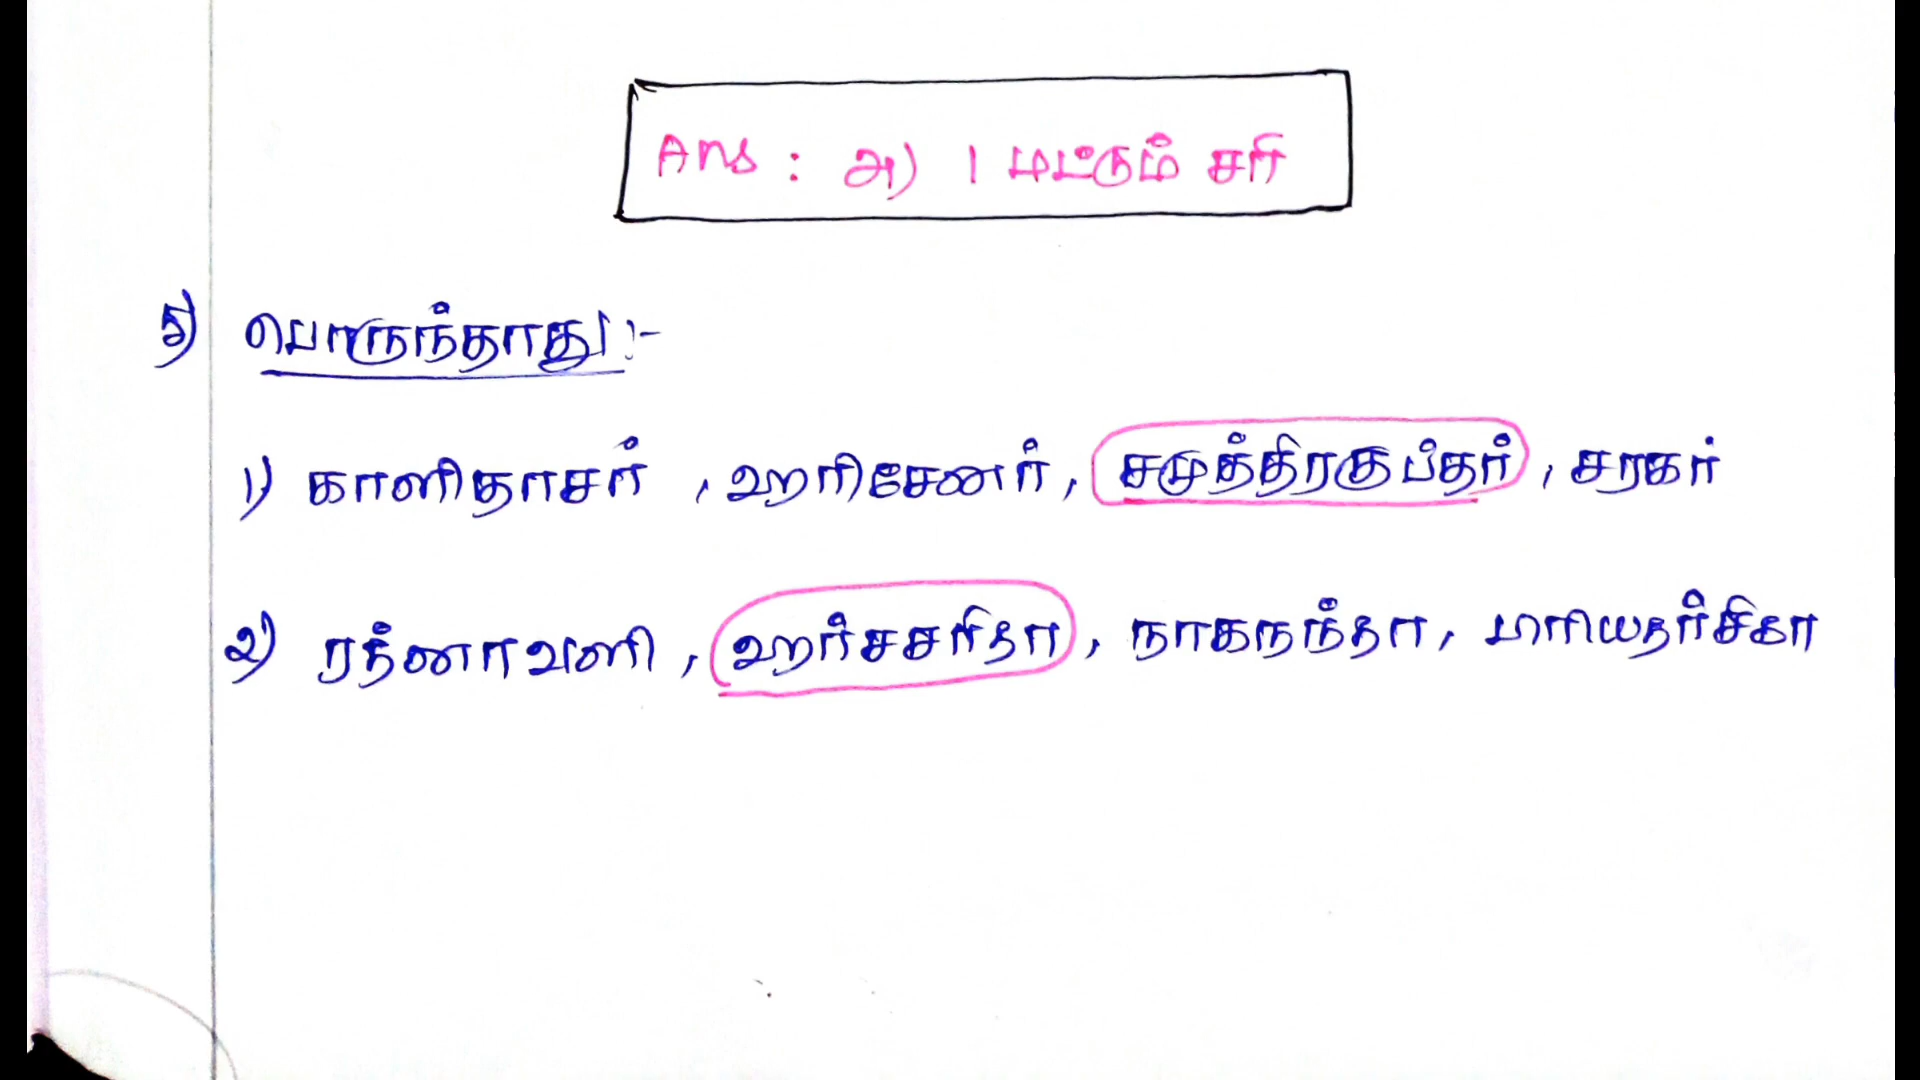 Ans : அ) 1 மட்டும் சரி
5) பொருந்தாது :-
1) காளிதாசர் , ஹரிசேனர், சமுத்திரகுப்தர் , சரகர்
2) ரத்னாவளி , ஹர்சசரிதா , நாகநந்தா, பாரியதர்சிகா